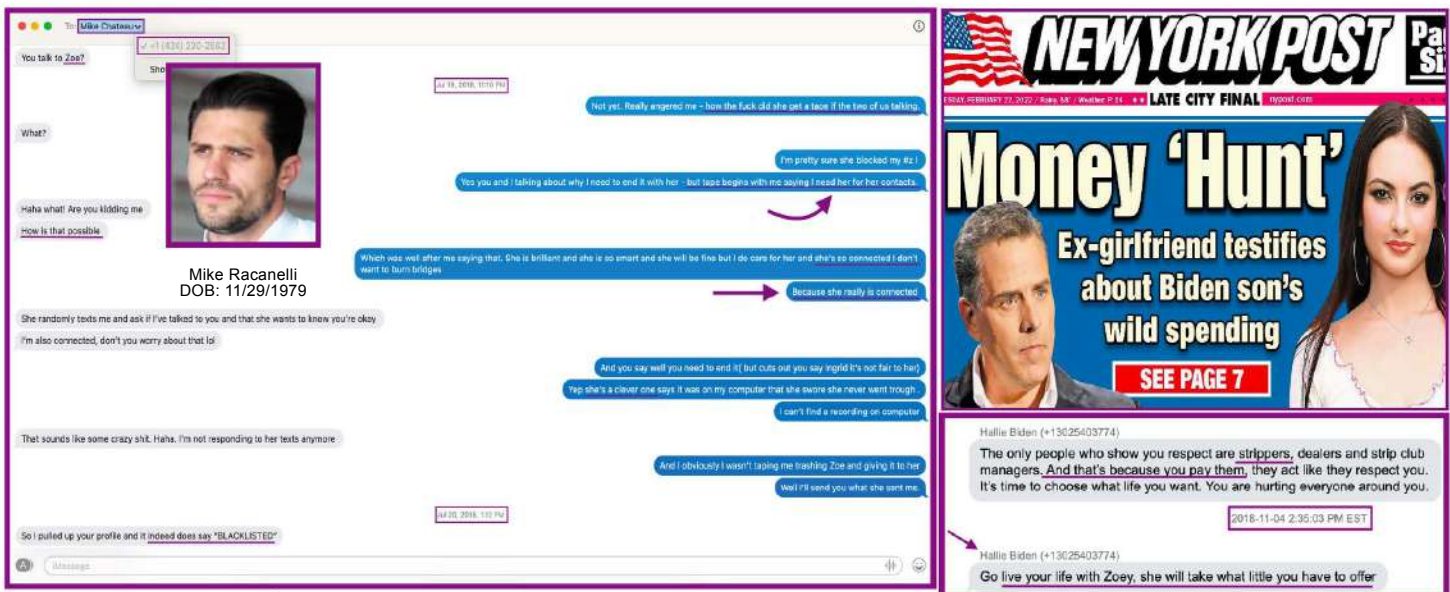 To: Mike Chateau
You talk to Zoe?
Jul 19, 2018, 11:10 PM
Not yet. Really angered me - how the fuck did she get a tape if the two of us talking.
What?
I'm pretty sure she blocked my #z !
Yes you and I talking about why I need to end it with her - but tape begins with me saying I need her for her contacts.
Haha what! Are you kidding me
How is that possible
Mike Racanelli
DOB: 11/29/1979
Which was well after me saying that. She is brilliant and she is so smart and she will be fine but I do care for her and she's so connected I don't
want to burn bridges
Because she really is connected
She randomly texts me and ask if I've talked to you and that she wants to know you're okay
I'm also connected, don't you worry about that lol
And you say well you need to end it( but cuts out you say ingrid it's not fair to her)
Yep she's a clever one says it was on my computer that she swore she never went trough .
I can't find a recording on computer
That sounds like some crazy shit. Haha. I'm not responding to her texts anymore
And I obviously I wasn't taping me trashing Zoe and giving it to her
Well I'll send you what she sent me.
Jul 20, 2018, 1:12 PM
So I pulled up your profile and it indeed does say "BLACKLISTED"
iMessage
NEW YORK POST
FEBRUARY 22, 2022 / Rainy, 58° / Weather: P. 24 LATE CITY FINAL nypost.com
Money 'Hunt'
Ex-girlfriend testifies
about Biden son's
wild spending
SEE PAGE 7
Hallie Biden (+13025403774)
The only people who show you respect are strippers, dealers and strip club
managers. And that's because you pay them, they act like they respect you.
It's time to choose what life you want. You are hurting everyone around you.
2018-11-04 2:35:03 PM EST
Hallie Biden (+13025403774)
Go live your life with Zoey, she will take what little you have to offer